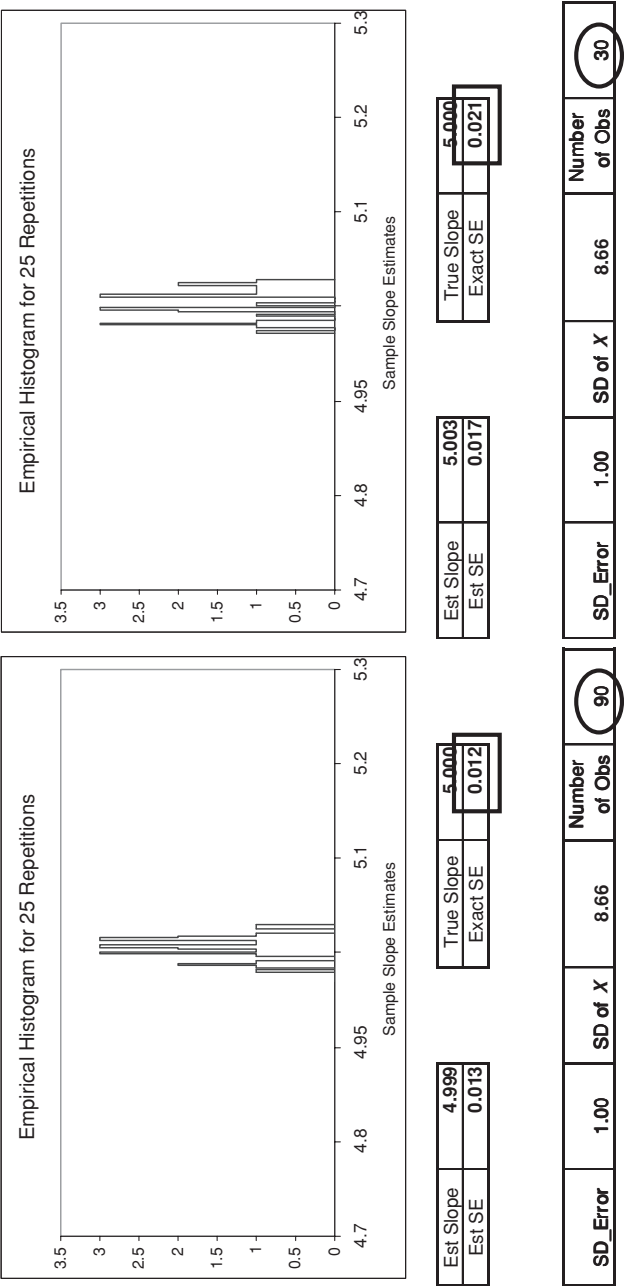 Empirical Histogram for 25 Repetitions
3.5
3
2.5
2
1.5
1
0.5
0
4.7 4.8 4.95 5.1 5.2 5.3
Sample Slope Estimates
Est Slope 4.999 True Slope 5.000
Est SE 0.013 Exact SE 0.012
SD_Error 1.00 SD of X 8.66 Number of Obs 90
Empirical Histogram for 25 Repetitions
3.5
3
2.5
2
1.5
1
0.5
0
4.7 4.8 4.95 5.1 5.2 5.3
Sample Slope Estimates
Est Slope 5.003 True Slope 5.000
Est SE 0.017 Exact SE 0.021
SD_Error 1.00 SD of X 8.66 Number of Obs 30